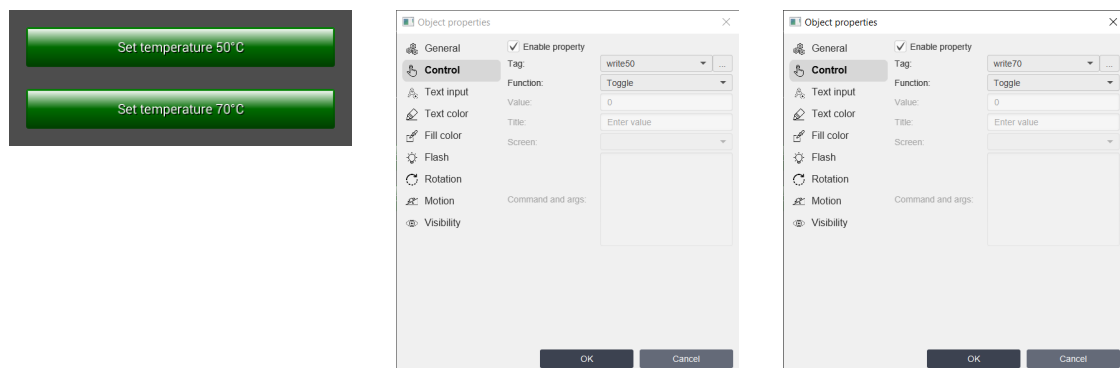 Set temperature 50°C
Set temperature 70°C
Object properties
General
Control
Text input
Text color
Fill color
Flash
Rotation
Motion
Visibility
Enable property
Tag: write50 ...
Function: Toggle
Value: 0
Title: Enter value
Screen:
Command and args:
OK Cancel
Object properties
General
Control
Text input
Text color
Fill color
Flash
Rotation
Motion
Visibility
Enable property
Tag: write70 ...
Function: Toggle
Value: 0
Title: Enter value
Screen:
Command and args:
OK Cancel